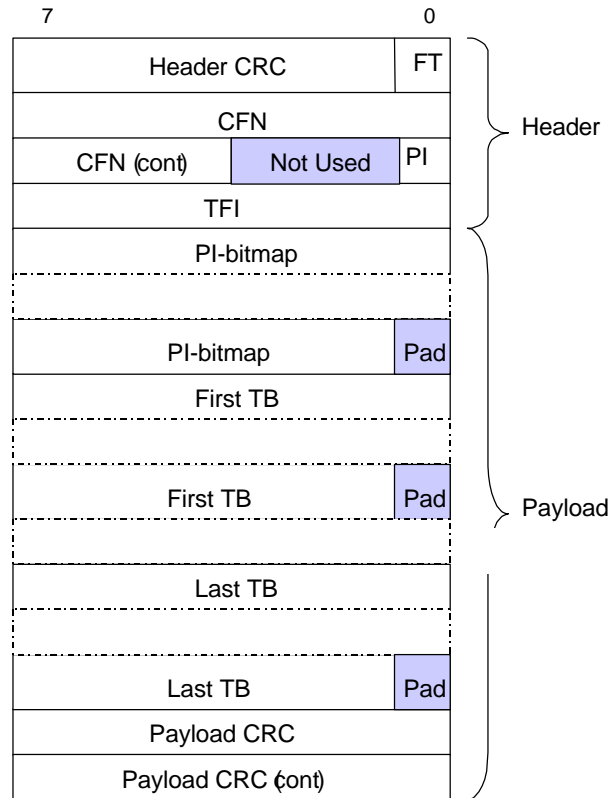 7 0
Header CRC FT
CFN
Header
CFN (cont) Not Used PI
TFI
PI-bitmap
PI-bitmap Pad
First TB
First TB Pad
Payload
Last TB
Last TB Pad
Payload CRC
Payload CRC (cont)